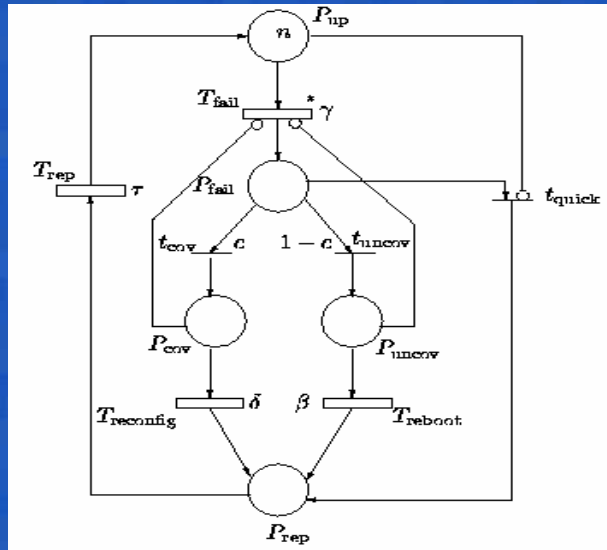 P_up
n
T_fail * γ
T_rep τ
P_fail
t_quick
t_cov c 1 − c t_uncov
P_cov P_uncov
T_reconfig δ β T_reboot
P_rep